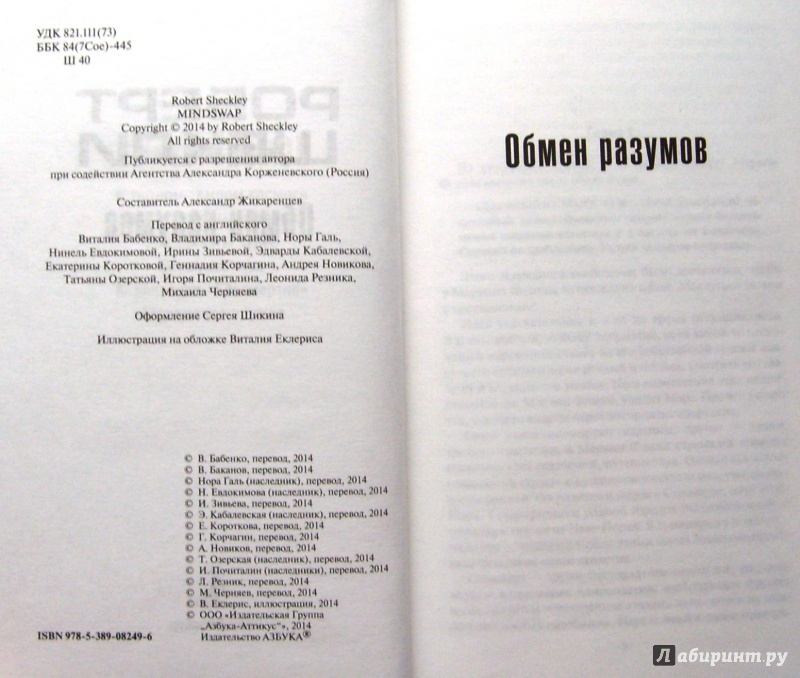 УДК 821.111(73)
ББК 84(7Сое)-445
Ш 40
Robert Sheckley
MINDSWAP
Copyright © 2014 by Robert Sheckley
All rights reserved
Публикуется с разрешения автора
при содействии Агентства Александра Корженевского (Россия)
Составитель Александр Жикаренцев
Перевод с английского
Виталия Бабенко, Владимира Баканова, Норы Галь,
Нинель Евдокимовой, Ирины Зивьевой, Эдварды Кабалевской,
Екатерины Коротковой, Геннадия Корчагина, Андрея Новикова,
Татьяны Озерской, Игоря Почиталина, Леонида Резника,
Михаила Черняева
Оформление Сергея Шикина
Иллюстрация на обложке Виталия Еклериса
© В. Бабенко, перевод, 2014
© В. Баканов, перевод, 2014
© Нора Галь (наследник), перевод, 2014
© Н. Евдокимова (наследник), перевод, 2014
© И. Зивьева, перевод, 2014
© Э. Кабалевская (наследник), перевод, 2014
© Е. Короткова, перевод, 2014
© Г. Корчагин, перевод, 2014
© А. Новиков, перевод, 2014
© Т. Озерская (наследник), перевод, 2014
© И. Почиталин (наследники), перевод, 2014
© Л. Резник, перевод, 2014
© М. Черняев, перевод, 2014
© В. Еклерис, иллюстрация, 2014
© ООО «Издательская Группа
„Азбука-Аттикус“», 2014
ISBN 978-5-389-08249-6 Издательство АЗБУКА®
Обмен разумов
Лабиринт.ру